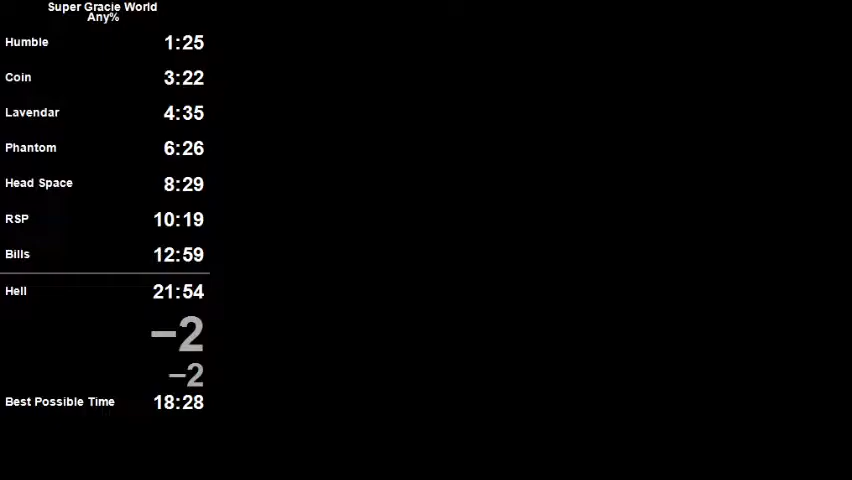 Super Gracie World
Any%
Humble 1:25
Coin 3:22
Lavendar 4:35
Phantom 6:26
Head Space 8:29
RSP 10:19
Bills 12:59
Hell 21:54
−2
−2
Best Possible Time 18:28